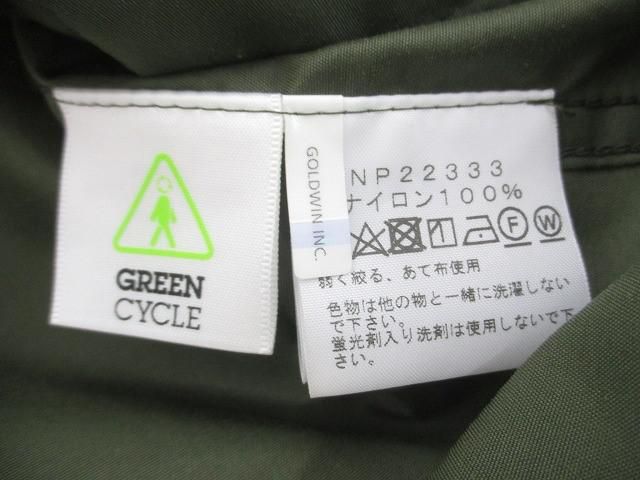 GREEN
CYCLE
GOLDWIN INC.
NP22333
ナイロン100%
F W
弱く絞る、あて布使用
色物は他の物と一緒に洗濯しない
で下さい。
蛍光剤入り洗剤は使用しないで下
さい。